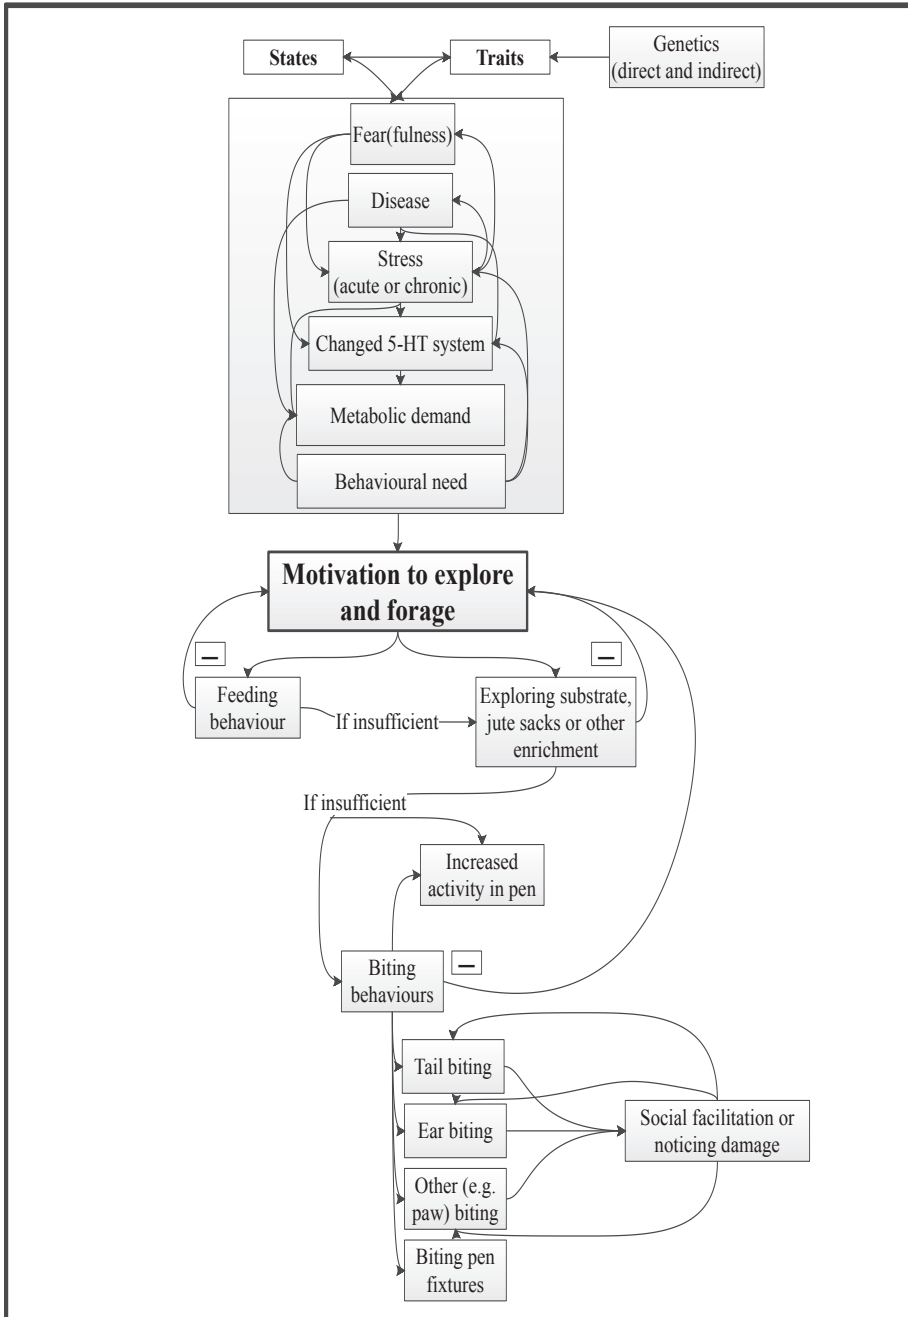 States
Traits
Genetics
(direct and indirect)
Fear(fulness)
Disease
Stress
(acute or chronic)
Changed 5-HT system
Metabolic demand
Behavioural need
Motivation to explore
and forage
—
—
Feeding
behaviour
If insufficient
Exploring substrate,
jute sacks or other
enrichment
If insufficient
Increased
activity in pen
Biting
behaviours
—
Tail biting
Ear biting
Social facilitation or
noticing damage
Other (e.g.
paw) biting
Biting pen
fixtures